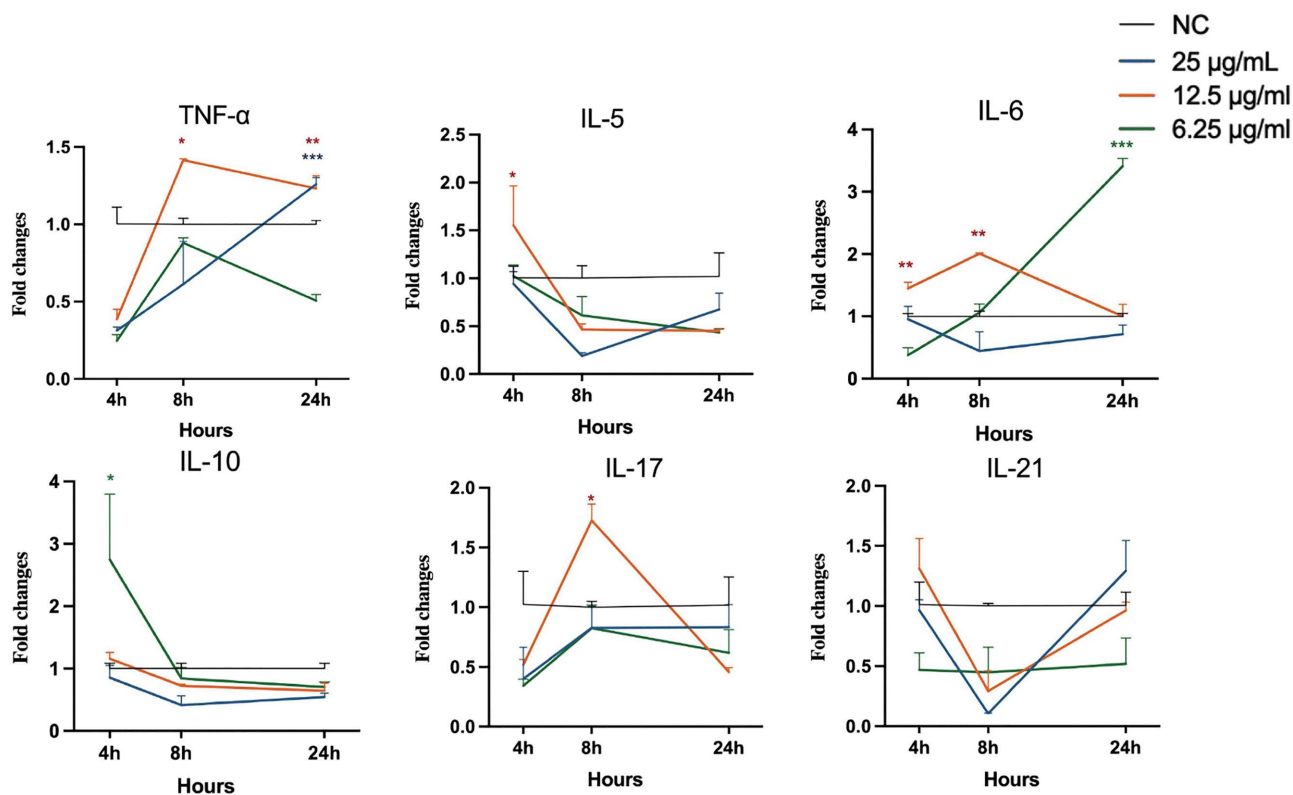 NC
25 µg/mL
12.5 µg/ml
6.25 µg/ml
TNF-α
*
**
***
Fold changes
1.5
1.0
0.5
0.0
4h 8h 24h
Hours
IL-5
*
Fold changes
2.5
2.0
1.5
1.0
0.5
0.0
4h 8h 24h
Hours
IL-6
**
**
***
Fold changes
4
3
2
1
0
4h 8h 24h
Hours
IL-10
*
Fold changes
4
3
2
1
0
4h 8h 24h
Hours
IL-17
*
Fold changes
2.0
1.5
1.0
0.5
0.0
4h 8h 24h
Hours
IL-21
Fold changes
2.0
1.5
1.0
0.5
0.0
4h 8h 24h
Hours